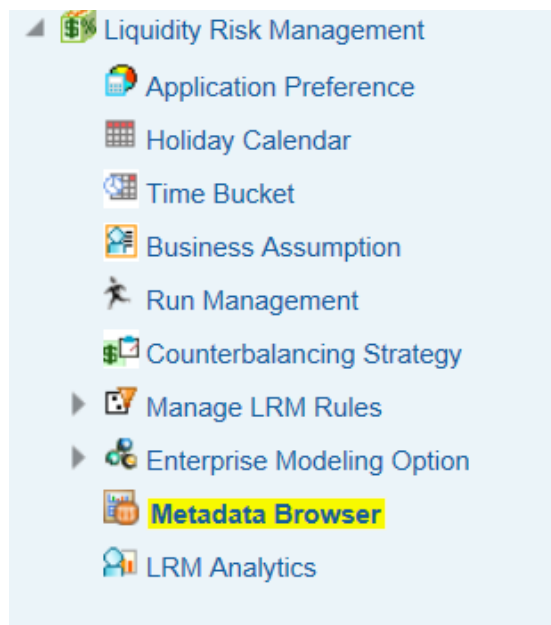 Liquidity Risk Management
Application Preference
Holiday Calendar
Time Bucket
Business Assumption
Run Management
Counterbalancing Strategy
Manage LRM Rules
Enterprise Modeling Option
Metadata Browser
LRM Analytics